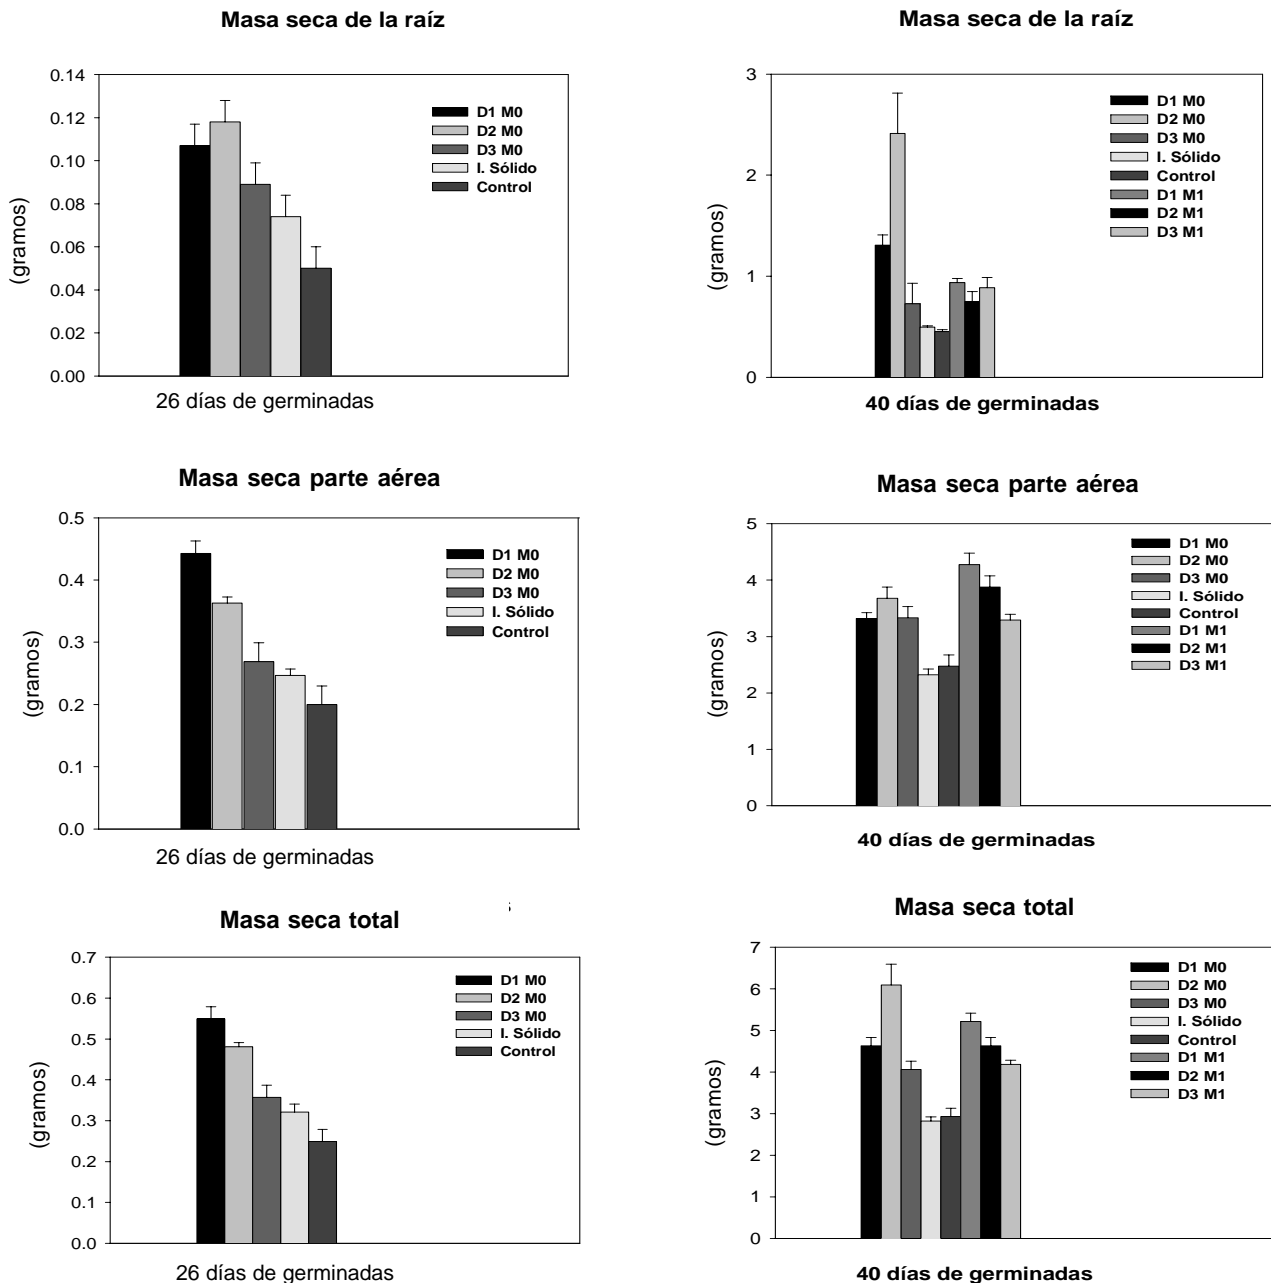 Masa seca de la raíz
(gramos)
0.14
0.12
0.10
0.08
0.06
0.04
0.02
0.00
D1 M0
D2 M0
D3 M0
I. Sólido
Control
26 días de germinadas
Masa seca de la raíz
(gramos)
3
2
1
0
D1 M0
D2 M0
D3 M0
I. Sólido
Control
D1 M1
D2 M1
D3 M1
40 días de germinadas
Masa seca parte aérea
(gramos)
0.5
0.4
0.3
0.2
0.1
0.0
D1 M0
D2 M0
D3 M0
I. Sólido
Control
26 días de germinadas
Masa seca parte aérea
(gramos)
5
4
3
2
1
0
D1 M0
D2 M0
D3 M0
I. Sólido
Control
D1 M1
D2 M1
D3 M1
40 días de germinadas
Masa seca total
(gramos)
0.7
0.6
0.5
0.4
0.3
0.2
0.1
0.0
D1 M0
D2 M0
D3 M0
I. Sólido
Control
26 días de germinadas
Masa seca total
(gramos)
7
6
5
4
3
2
1
0
D1 M0
D2 M0
D3 M0
I. Sólido
Control
D1 M1
D2 M1
D3 M1
40 días de germinadas